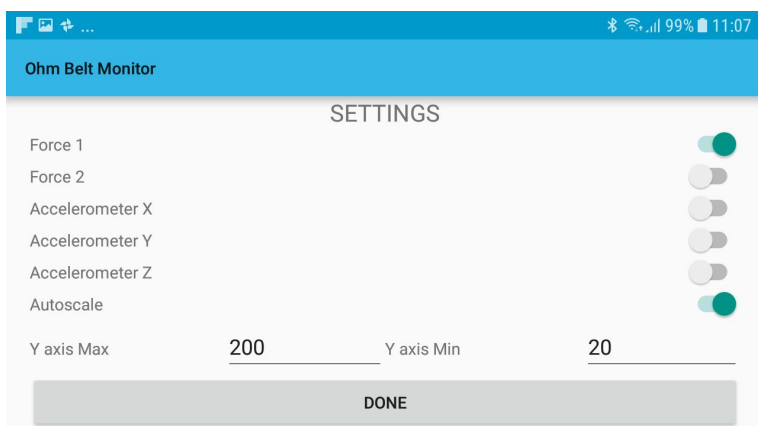 ... 99% 11:07
Ohm Belt Monitor
SETTINGS
Force 1
Force 2
Accelerometer X
Accelerometer Y
Accelerometer Z
Autoscale
Y axis Max 200 Y axis Min 20
DONE